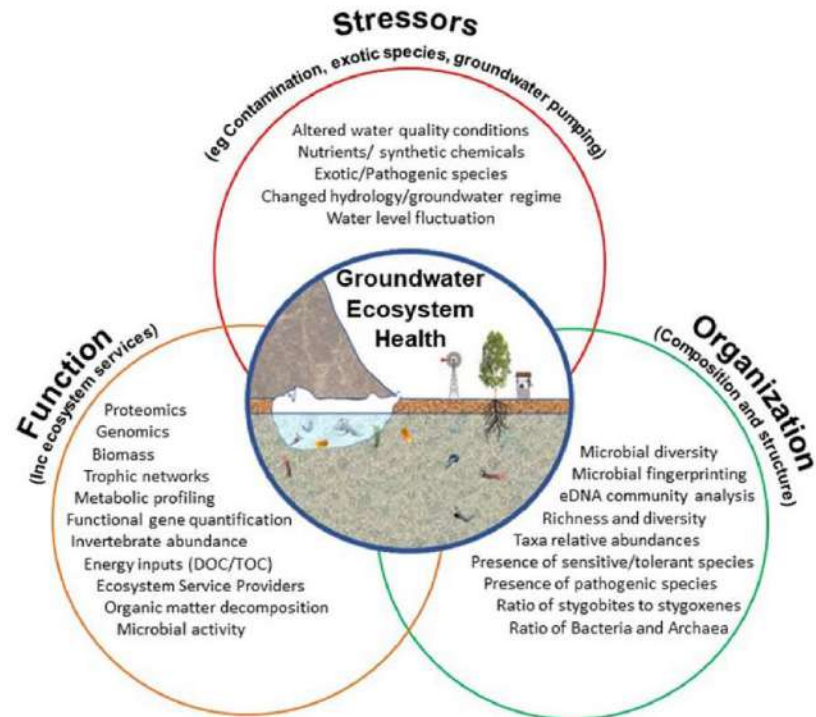 Stressors
(eg Contamination, exotic species, groundwater pumping)
Altered water quality conditions
Nutrients/ synthetic chemicals
Exotic/Pathogenic species
Changed hydrology/groundwater regime
Water level fluctuation
Groundwater
Ecosystem
Health
Function
(Inc ecosystem services)
Proteomics
Genomics
Biomass
Trophic networks
Metabolic profiling
Functional gene quantification
Invertebrate abundance
Energy inputs (DOC/TOC)
Ecosystem Service Providers
Organic matter decomposition
Microbial activity
Organization
(Composition and structure)
Microbial diversity
Microbial fingerprinting
eDNA community analysis
Richness and diversity
Taxa relative abundances
Presence of sensitive/tolerant species
Presence of pathogenic species
Ratio of stygobites to stygoxenes
Ratio of Bacteria and Archaea